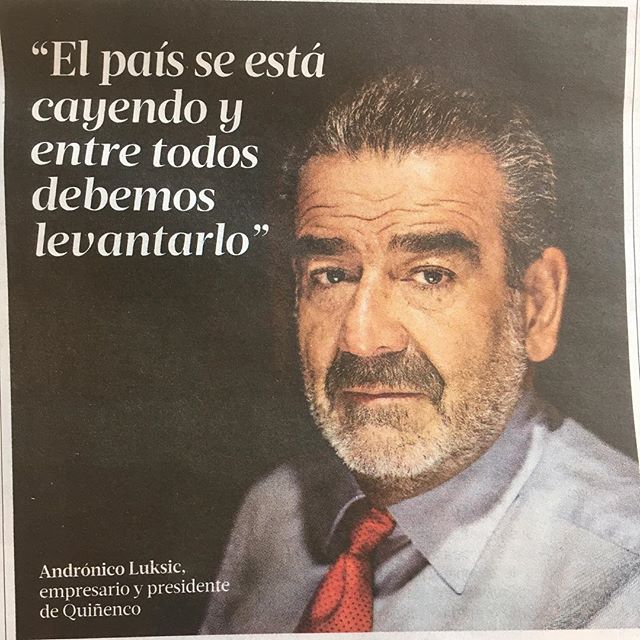 “El país se está
cayendo y
entre todos
debemos
levantarlo”
Andrónico Luksic,
empresario y presidente
de Quiñenco